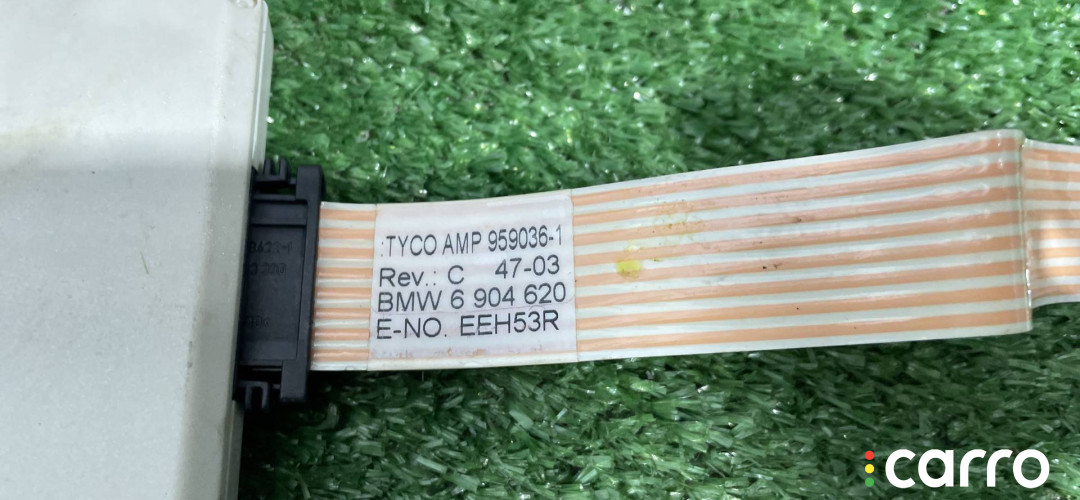 :TYCO AMP 959036-1
Rev.: C 47-03
BMW 6 904 620
E-NO. EEH53R
carro